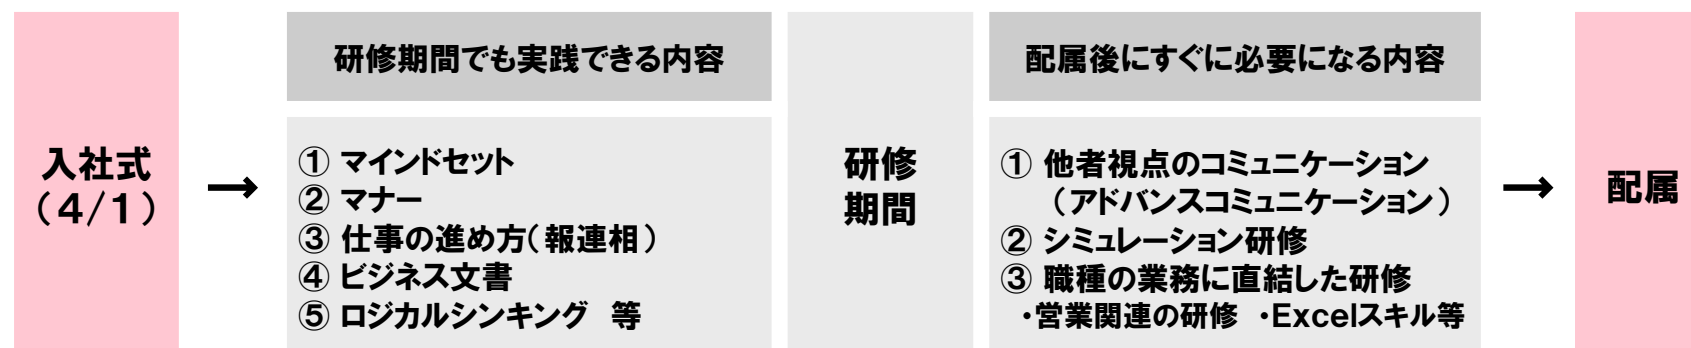 入社式
（4/1）
→
研修期間でも実践できる内容
① マインドセット
② マナー
③ 仕事の進め方（報連相）
④ ビジネス文書
⑤ ロジカルシンキング　等
研修
期間
配属後にすぐに必要になる内容
① 他者視点のコミュニケーション
（アドバンスコミュニケーション）
② シミュレーション研修
③ 職種の業務に直結した研修
・営業関連の研修　・Excelスキル等
→
配属